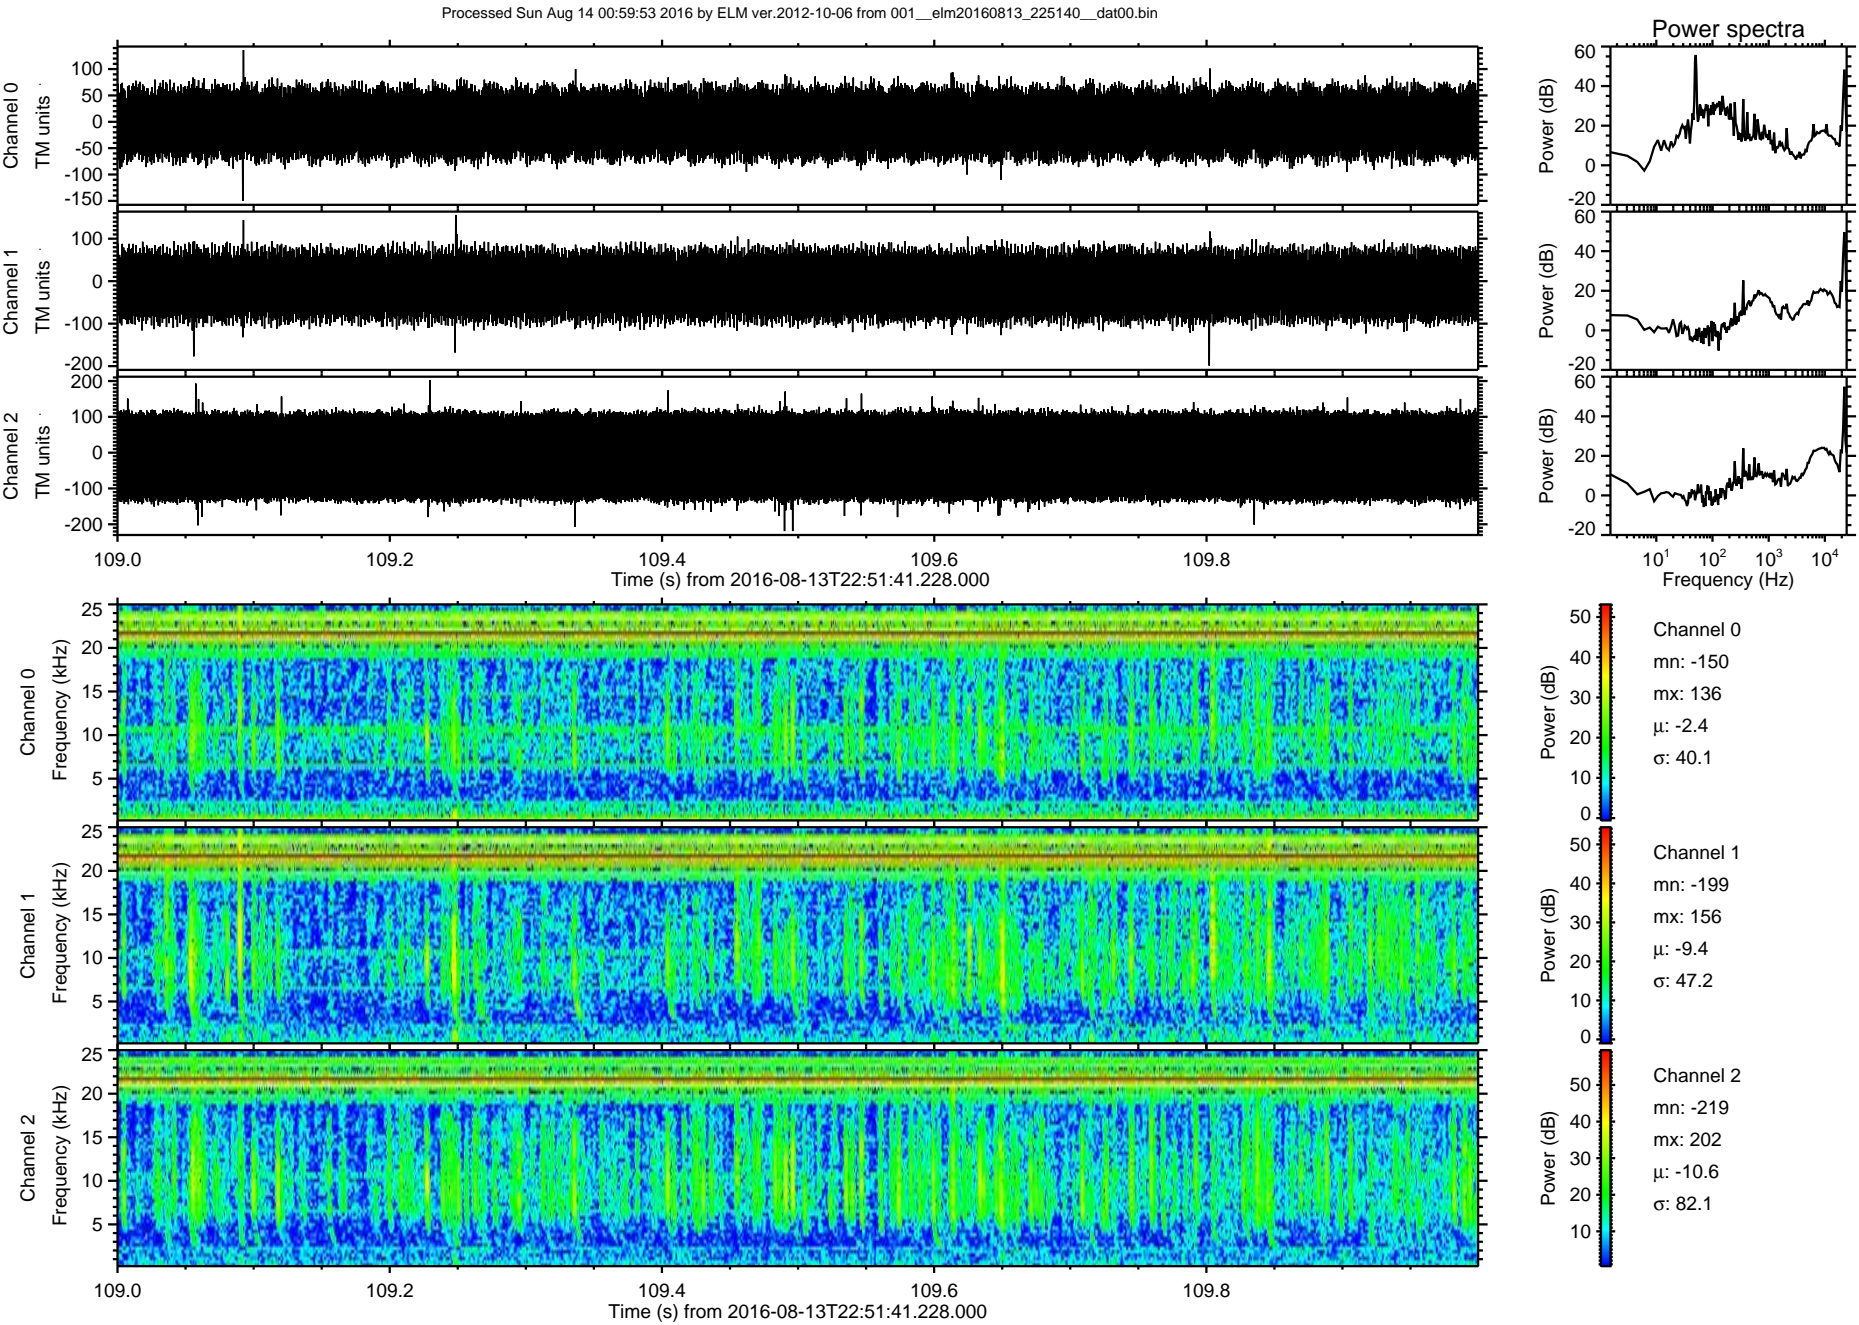 Processed Sun Aug 14 00:59:53 2016 by ELM ver.2012-10-06 from 001__elm20160813_225140__dat00.bin
Power spectra
Channel 0
TM units
100
50
0
-50
-100
-150
Power (dB)
60
40
20
0
-20
Channel 1
TM units
100
0
-100
-200
Power (dB)
60
40
20
0
-20
Channel 2
TM units
200
100
0
-100
-200
Power (dB)
60
40
20
0
-20
109.0 109.2 109.4 109.6 109.8
Time (s) from 2016-08-13T22:51:41.228.000
10¹ 10² 10³ 10⁴
Frequency (Hz)
Channel 0
Frequency (kHz)
25
20
15
10
5
Power (dB)
50
40
30
20
10
0
Channel 0
mn: -150
mx: 136
μ: -2.4
σ: 40.1
Channel 1
Frequency (kHz)
25
20
15
10
5
Power (dB)
50
40
30
20
10
0
Channel 1
mn: -199
mx: 156
μ: -9.4
σ: 47.2
Channel 2
Frequency (kHz)
25
20
15
10
5
Power (dB)
50
40
30
20
10
Channel 2
mn: -219
mx: 202
μ: -10.6
σ: 82.1
109.0 109.2 109.4 109.6 109.8
Time (s) from 2016-08-13T22:51:41.228.000